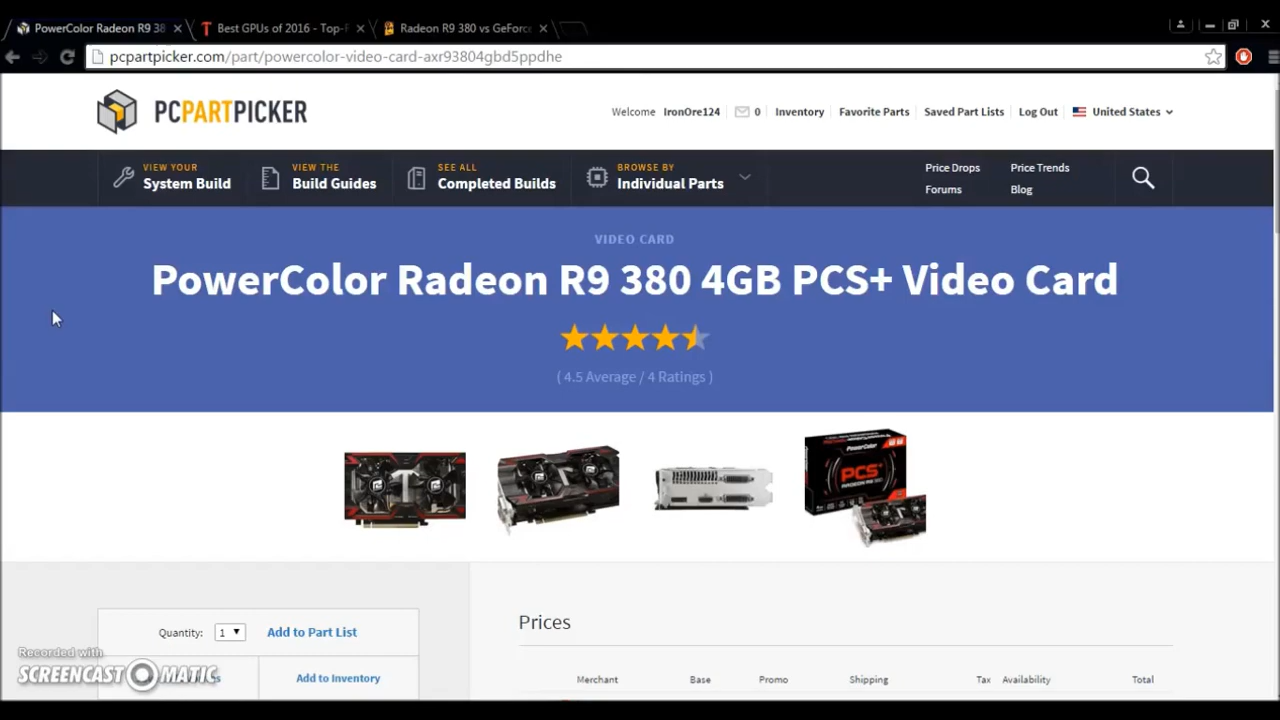 PowerColor Radeon R9 38
Best GPUs of 2016 - Top-F
Radeon R9 380 vs GeForce
pcpartpicker.com/part/powercolor-video-card-axr93804gbd5ppdhe
PCPARTPICKER
Welcome IronOre124 0 Inventory Favorite Parts Saved Part Lists Log Out United States
VIEW YOUR
System Build
VIEW THE
Build Guides
SEE ALL
Completed Builds
BROWSE BY
Individual Parts
Price Drops Price Trends
Forums Blog
VIDEO CARD
PowerColor Radeon R9 380 4GB PCS+ Video Card
( 4.5 Average / 4 Ratings )
PowerColor
PCS+
RADEON R9 380
Quantity: 1 Add to Part List
Add to Inventory
Prices
Merchant Base Promo Shipping Tax Availability Total
Recorded with
SCREENCAST MATIC